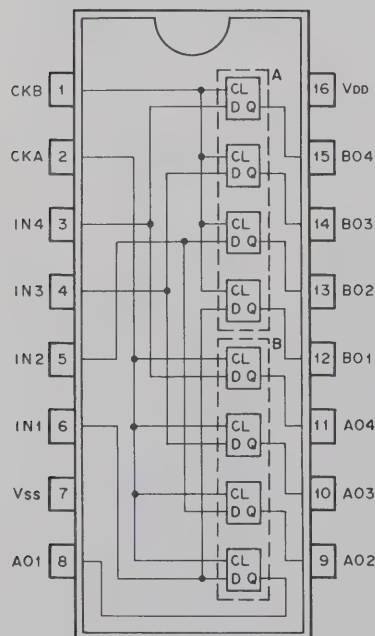 A
CKB 1
CL
D Q
16 VDD
CKA 2
CL
D Q
15 BO4
IN4 3
CL
D Q
14 BO3
IN3 4
CL
D Q
13 BO2
B
IN2 5
CL
D Q
12 BO1
IN1 6
CL
D Q
11 AO4
Vss 7
CL
D Q
10 AO3
AO1 8
CL
D Q
9 AO2